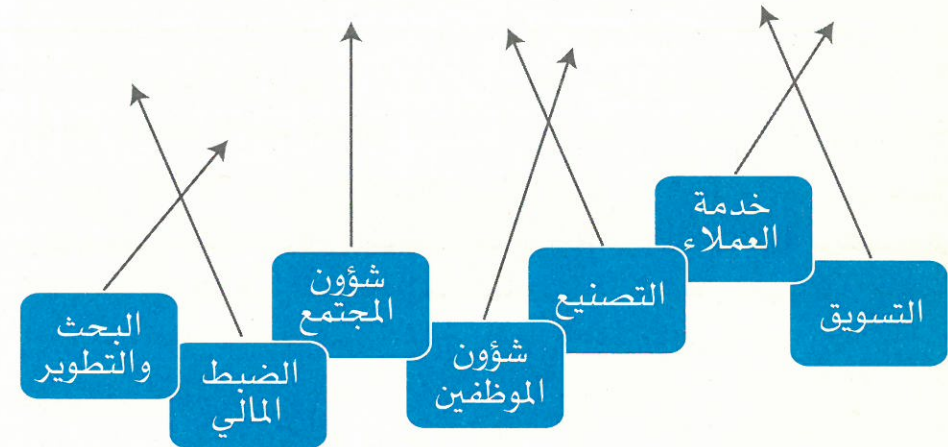 التسويق
خدمة
العملاء
التصنيع
شؤون
الموظفين
شؤون
المجتمع
الضبط
المالي
البحث
والتطوير